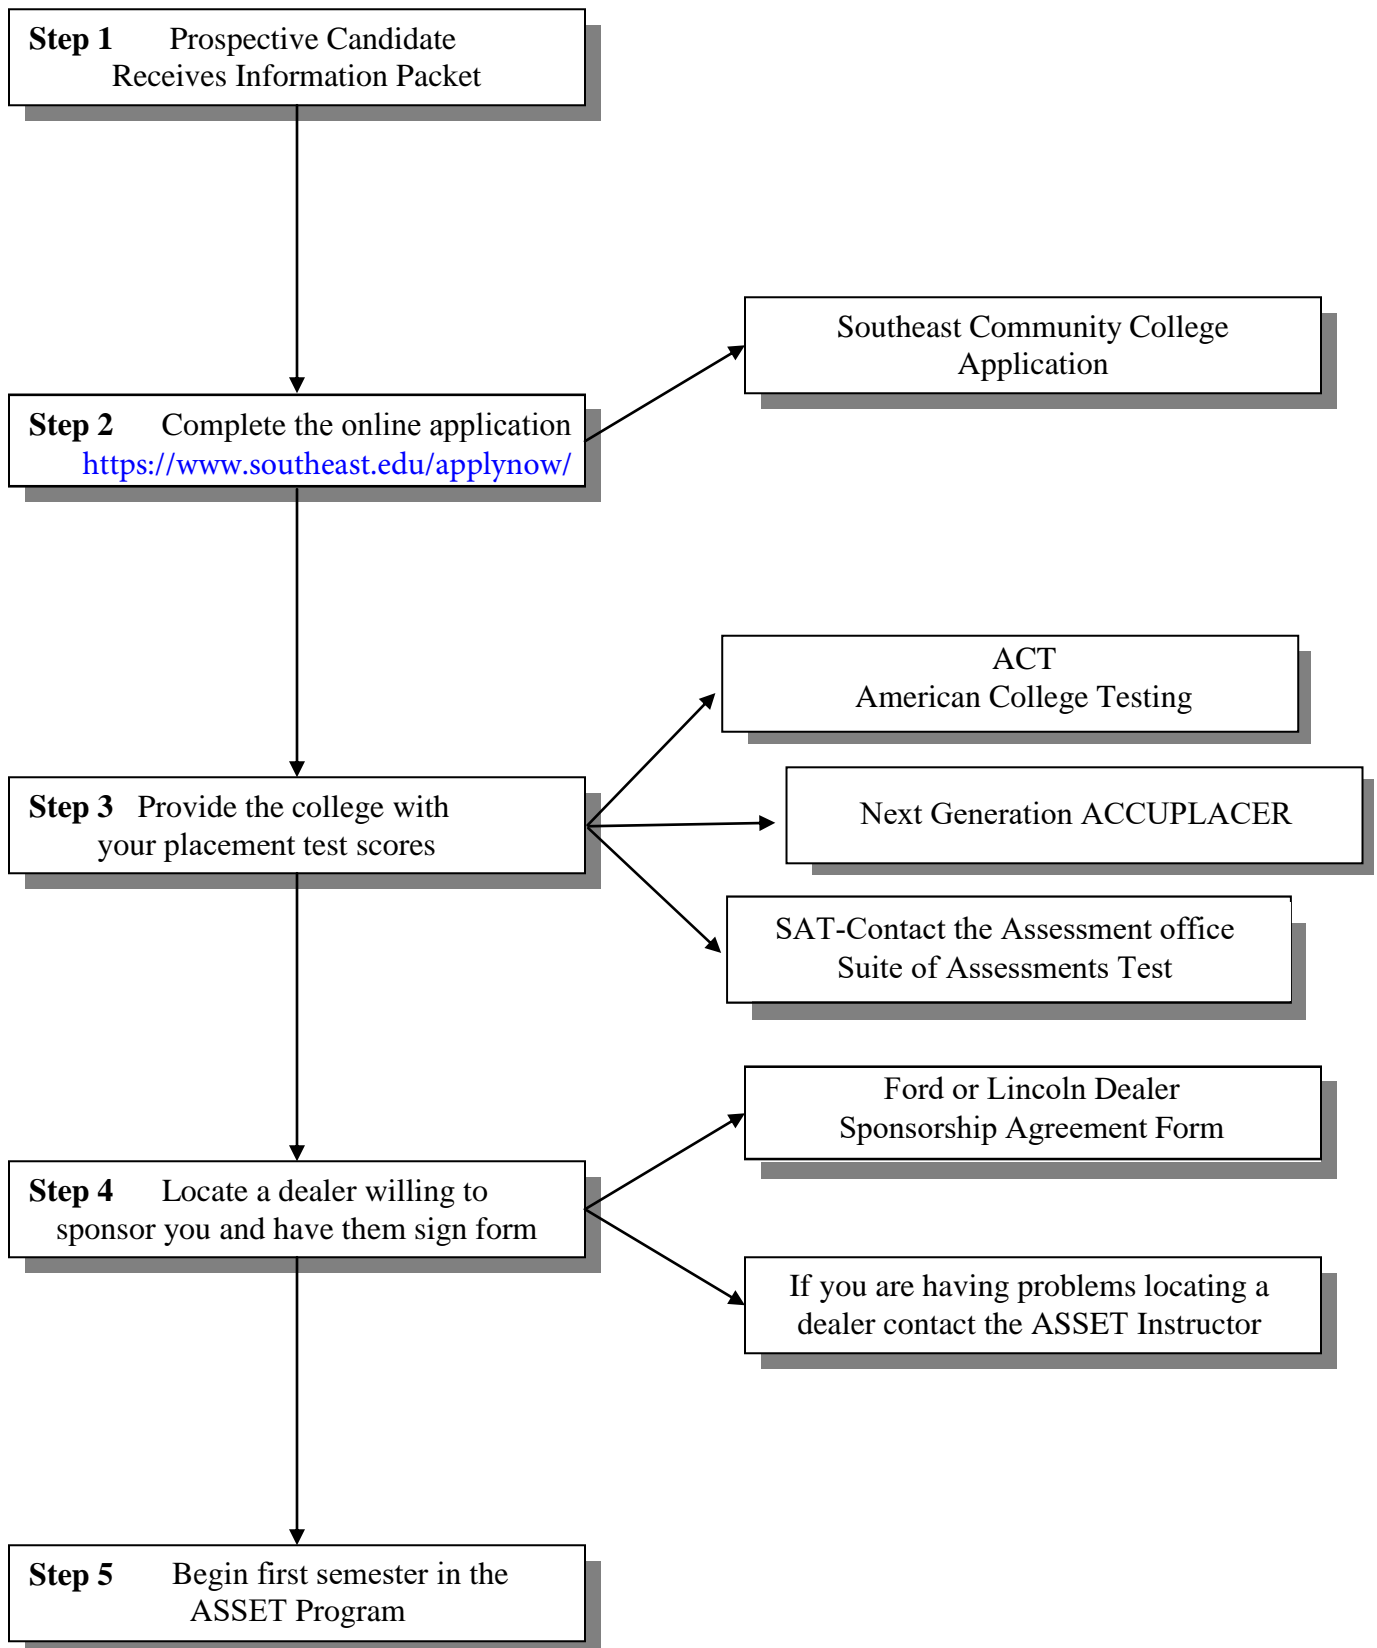 Step 1 Prospective Candidate
Receives Information Packet
Southeast Community College
Application
Step 2 Complete the online application
https://www.southeast.edu/applynow/
ACT
American College Testing
Step 3 Provide the college with
your placement test scores
Next Generation ACCUPLACER
SAT-Contact the Assessment office
Suite of Assessments Test
Ford or Lincoln Dealer
Sponsorship Agreement Form
Step 4 Locate a dealer willing to
sponsor you and have them sign form
If you are having problems locating a
dealer contact the ASSET Instructor
Step 5 Begin first semester in the
ASSET Program